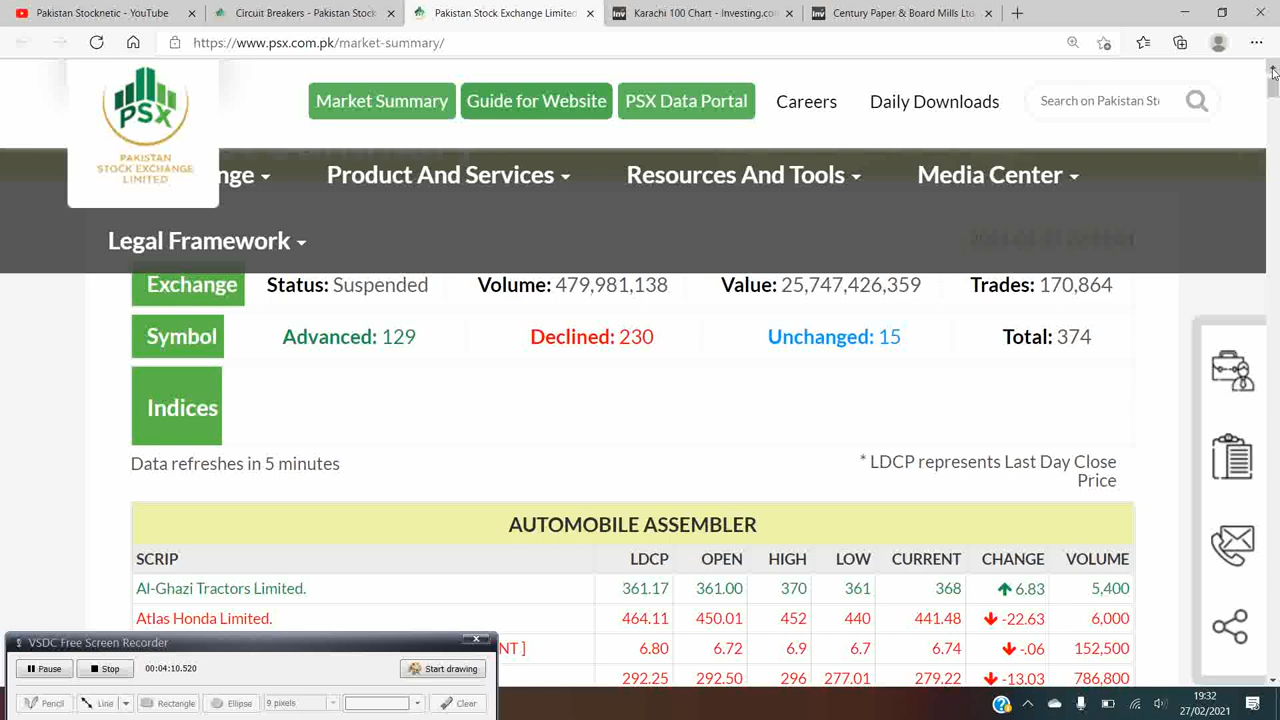 Pakistan Stocknetic - YouTube
Circuit Breakers - Pakistan Stock
Pakistan Stock Exchange Limited
Karachi 100 Chart - Investing.com
Century Paper & Board Mills Ltd
https://www.psx.com.pk/market-summary/
PSX
PAKISTAN
STOCK EXCHANGE
LIMITED
Market Summary
Guide for Website
PSX Data Portal
Careers
Daily Downloads
Search on Pakistan St
nge
Product And Services
Resources And Tools
Media Center
Legal Framework
Exchange Status: Suspended Volume: 479,981,138 Value: 25,747,426,359 Trades: 170,864
Symbol Advanced: 129 Declined: 230 Unchanged: 15 Total: 374
Indices
Data refreshes in 5 minutes
* LDCP represents Last Day Close
Price
AUTOMOBILE ASSEMBLER
SCRIP LDCP OPEN HIGH LOW CURRENT CHANGE VOLUME
Al-Ghazi Tractors Limited. 361.17 361.00 370 361 368 6.83 5,400
Atlas Honda Limited. 464.11 450.01 452 440 441.48 -22.63 6,000
NT ] 6.80 6.72 6.9 6.7 6.74 -.06 152,500
292.25 292.50 296 277.01 279.22 -13.03 786,800
VSDC Free Screen Recorder
Pause Stop 00:04:10.520 Start drawing
Pencil Line Rectangle Ellipse 9 pixels Clear
19:32
27/02/2021